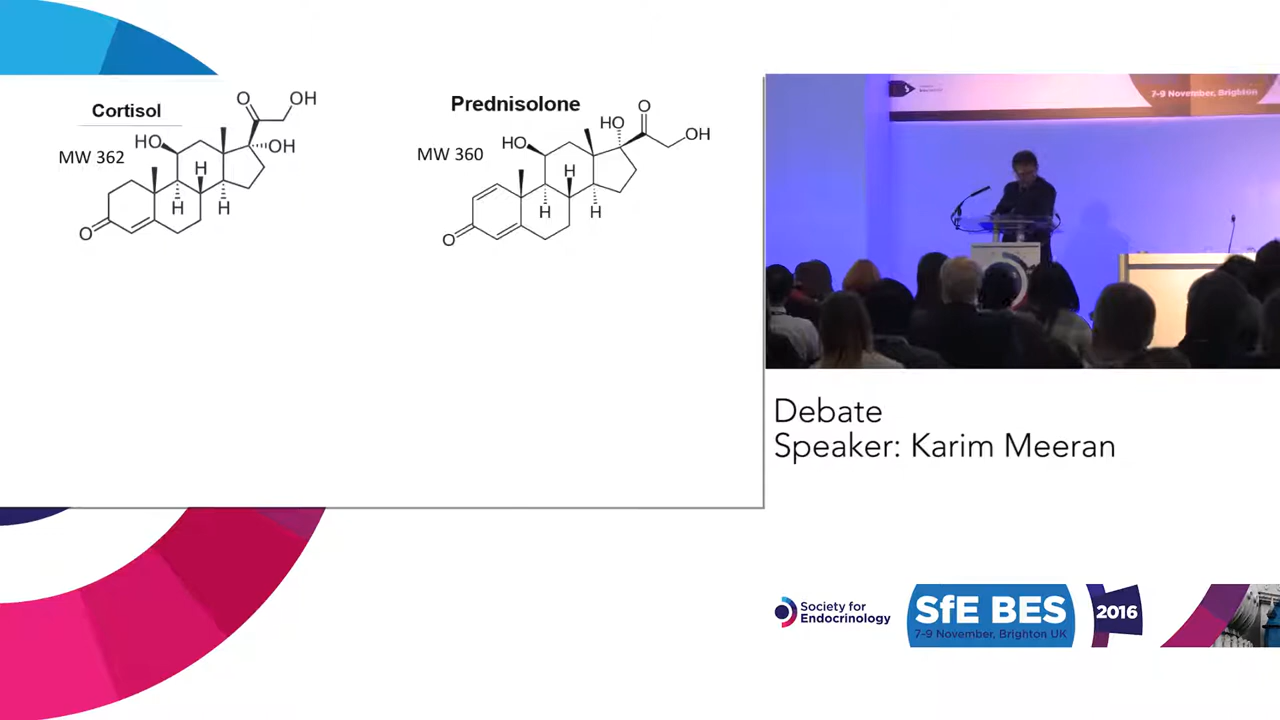 Cortisol
MW 362
O
OH
HO
OH
H
H
H
O
Prednisolone
MW 360
O
HO
OH
HO
H
H
H
O
7-9 November, Brighton
Debate
Speaker: Karim Meeran
Society for
Endocrinology
SfE BES
7-9 November, Brighton UK
2016